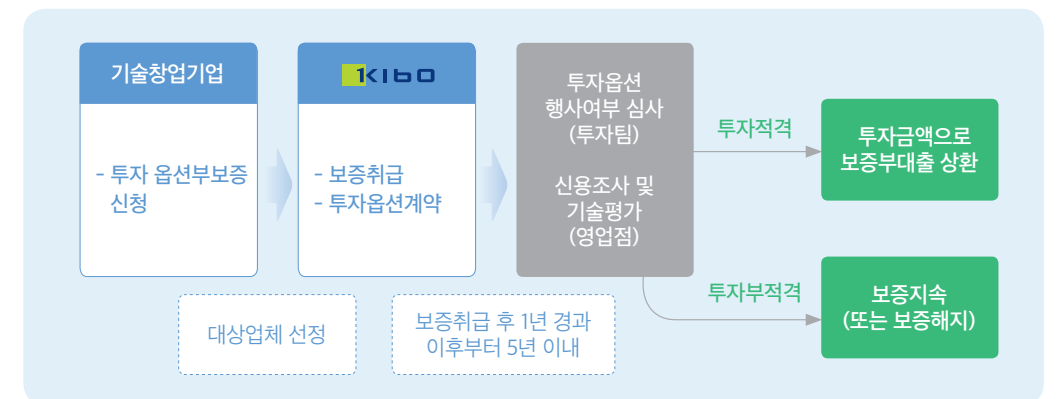 기술창업기업
- 투자 옵션부보증
신청
KIBO
- 보증취급
- 투자옵션계약
투자옵션
행사여부 심사
(투자팀)
신용조사 및
기술평가
(영업점)
투자적격
투자금액으로
보증부대출 상환
투자부적격
보증지속
(또는 보증해지)
대상업체 선정
보증취급 후 1년 경과
이후부터 5년 이내